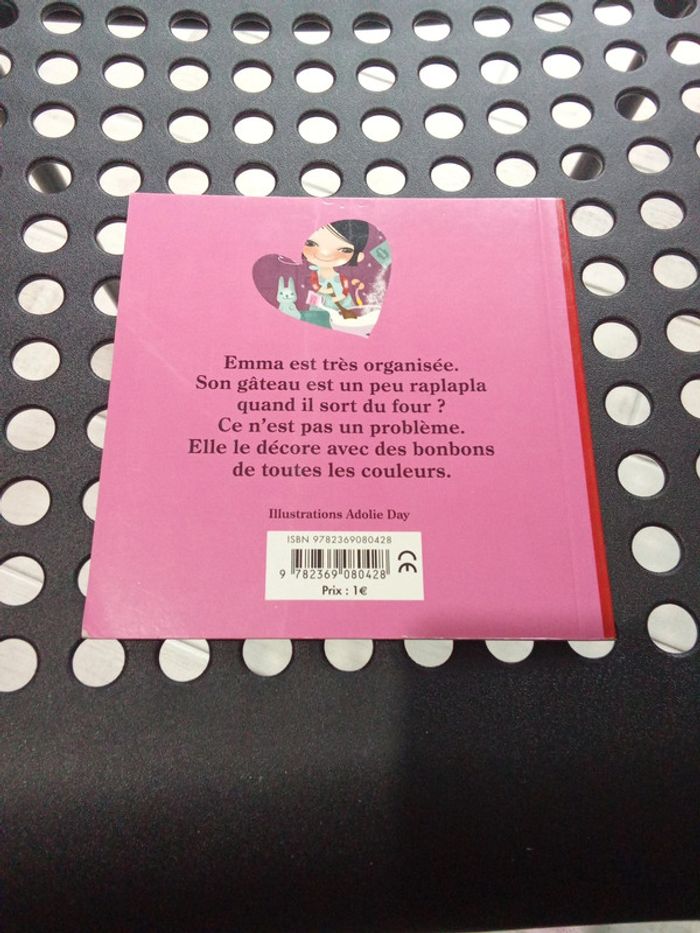 Emma est très organisée.
Son gâteau est un peu raplapla
quand il sort du four ?
Ce n'est pas un problème.
Elle le décore avec des bonbons
de toutes les couleurs.
Illustrations Adolie Day
ISBN 9782369080428
9 782369 080428
CE
Prix : 1€